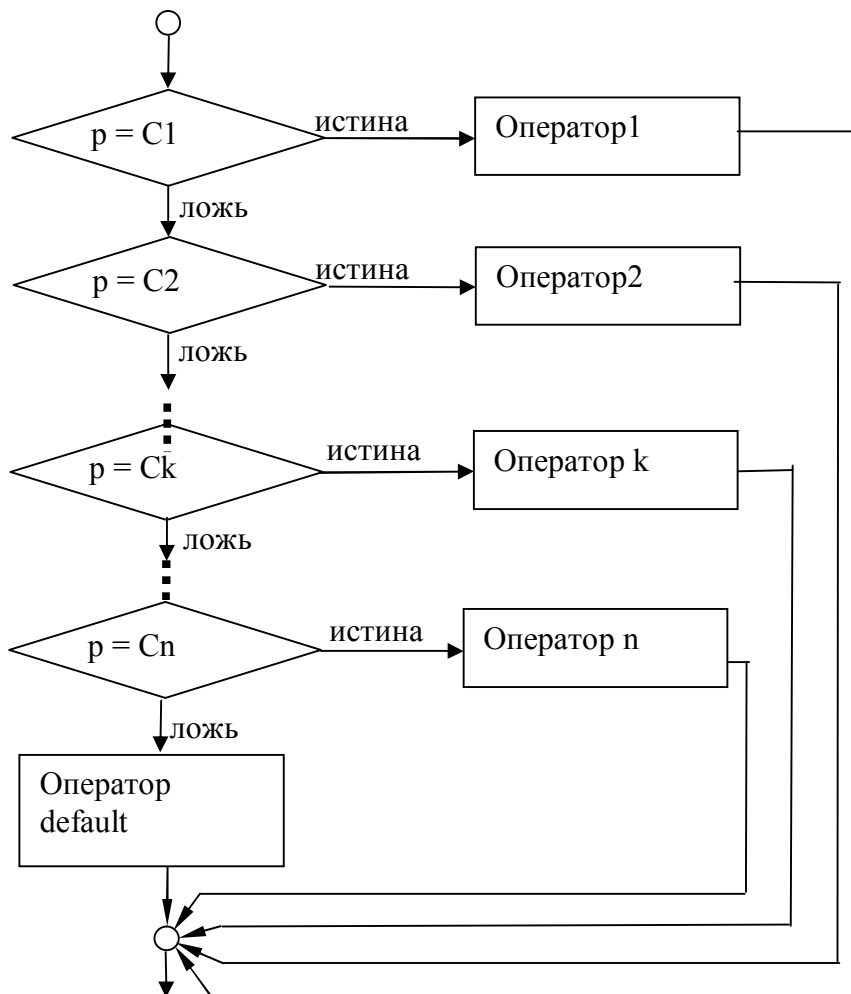 p = C1
истина
Оператор1
ложь
p = C2
истина
Оператор2
ложь
p = Ck
истина
Оператор k
ложь
p = Cn
истина
Оператор n
ложь
Оператор
default